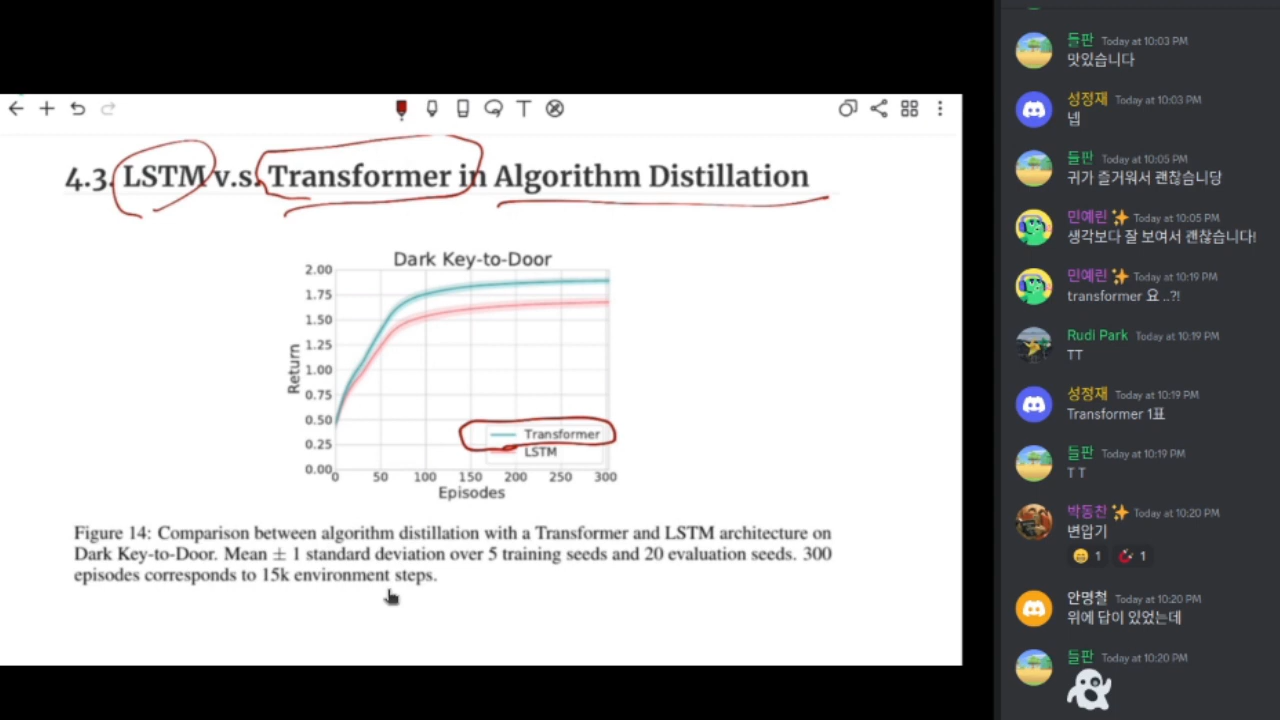 4.3. LSTM v.s. Transformer in Algorithm Distillation
Dark Key-to-Door
2.00
1.75
1.50
1.25
1.00
0.75
0.50
0.25
0.00
Return
0 50 100 150 200 250 300
Episodes
Transformer
LSTM
Figure 14: Comparison between algorithm distillation with a Transformer and LSTM architecture on
Dark Key-to-Door. Mean ± 1 standard deviation over 5 training seeds and 20 evaluation seeds. 300
episodes corresponds to 15k environment steps.
들판 Today at 10:03 PM
맛있습니다
성정재 Today at 10:03 PM
넵
들판 Today at 10:05 PM
귀가 즐거워서 괜찮슴니당
민예린 Today at 10:05 PM
생각보다 잘 보여서 괜찮습니다!
민예린 Today at 10:19 PM
transformer 요 ..?!
Rudi Park Today at 10:19 PM
TT
성정재 Today at 10:19 PM
Transformer 1표
들판 Today at 10:19 PM
T T
박동찬 Today at 10:20 PM
변압기
1 1
안명철 Today at 10:20 PM
위에 답이 있었는데
들판 Today at 10:20 PM